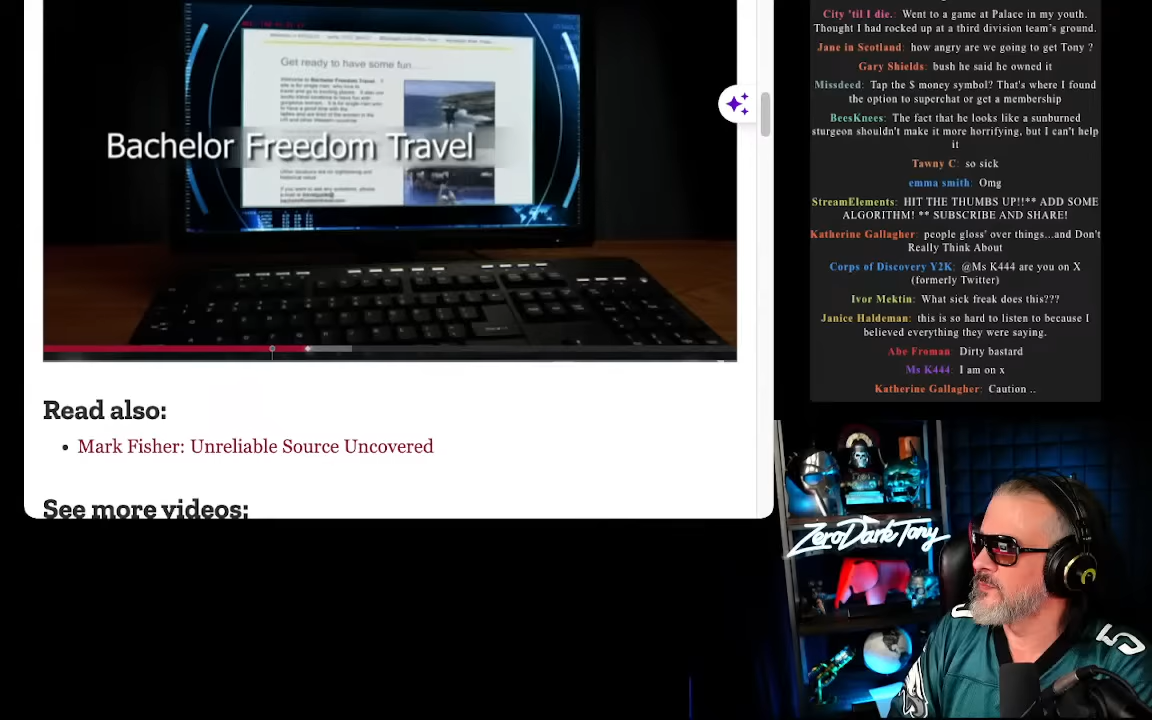 Get ready to have some fun....
Bachelor Freedom Travel
Read also:
• Mark Fisher: Unreliable Source Uncovered
See more videos:
City 'til I die.: Went to a game at Palace in my youth.
Thought I had rocked up at a third division team's ground.
Jane in Scotland: how angry are we going to get Tony ?
Gary Shields: bush he said he owned it
Missdeed: Tap the $ money symbol? That's where I found
the option to superchat or get a membership
BeesKnees: The fact that he looks like a sunburned
sturgeon shouldn't make it more horrifying, but I can't help
it
Tawny C: so sick
emma smith: Omg
StreamElements: HIT THE THUMBS UP!!** ADD SOME
ALGORITHM! ** SUBSCRIBE AND SHARE!
Katherine Gallagher: people gloss' over things...and Don't
Really Think About
Corps of Discovery Y2K: @Ms K444 are you on X
(formerly Twitter)
Ivor Mektin: What sick freak does this???
Janice Haldeman: this is so hard to listen to because I
believed everything they were saying.
Abe Froman: Dirty bastard
Ms K444: I am on x
Katherine Gallagher: Caution ..
ZeroDarkTony
5